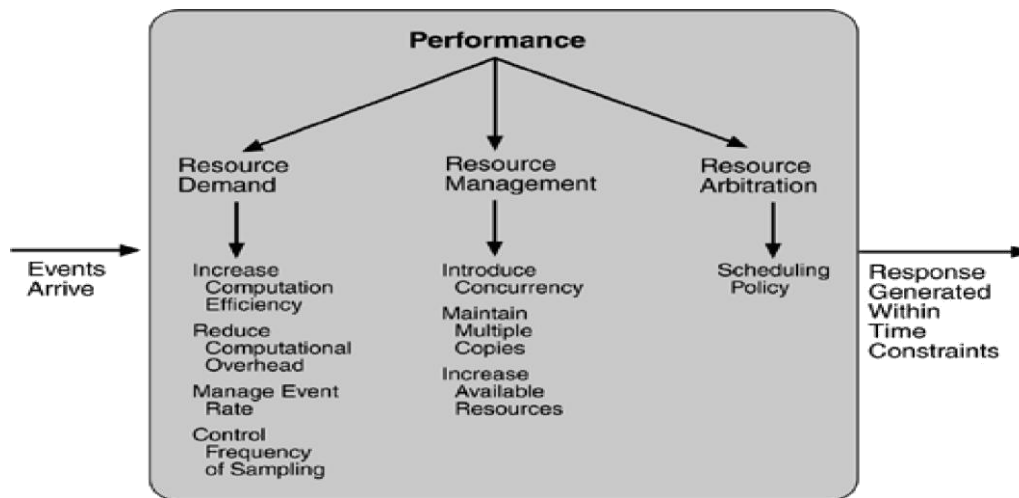 Performance
Resource
Demand
Resource
Management
Resource
Arbitration
Events
Arrive
Increase
Computation
Efficiency
Reduce
Computational
Overhead
Manage Event
Rate
Control
Frequency
of Sampling
Introduce
Concurrency
Maintain
Multiple
Copies
Increase
Available
Resources
Scheduling
Policy
Response
Generated
Within
Time
Constraints